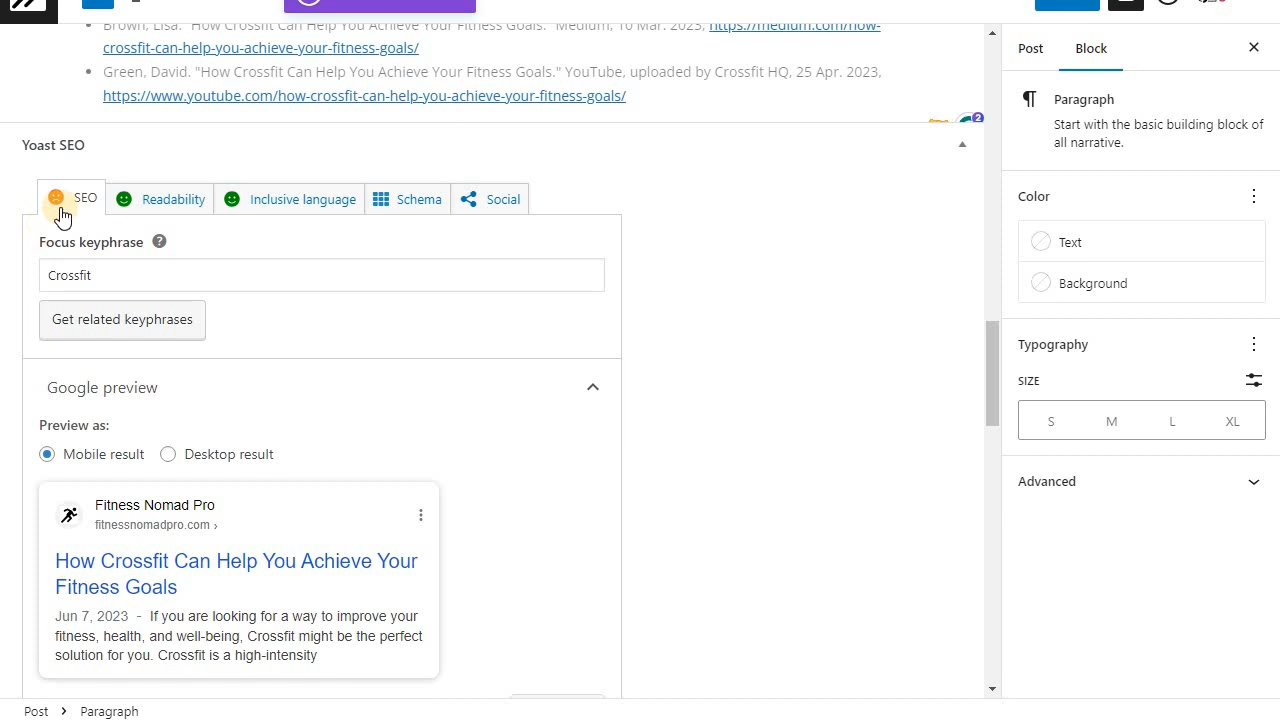 Brown, Lisa. "How Crossfit Can Help You Achieve Your Fitness Goals." Medium, 10 Mar. 2023, https://medium.com/how-
crossfit-can-help-you-achieve-your-fitness-goals/
Green, David. "How Crossfit Can Help You Achieve Your Fitness Goals." YouTube, uploaded by Crossfit HQ, 25 Apr. 2023,
https://www.youtube.com/how-crossfit-can-help-you-achieve-your-fitness-goals/
2
Yoast SEO
SEO
Readability
Inclusive language
Schema
Social
Focus keyphrase ?
Crossfit
Get related keyphrases
Google preview
Preview as:
Mobile result
Desktop result
Fitness Nomad Pro
fitnessnomadpro.com ›
How Crossfit Can Help You Achieve Your
Fitness Goals
Jun 7, 2023 - If you are looking for a way to improve your
fitness, health, and well-being, Crossfit might be the perfect
solution for you. Crossfit is a high-intensity
Post
Block
Paragraph
Start with the basic building block of
all narrative.
Color
Text
Background
Typography
SIZE
S M L XL
Advanced
Post › Paragraph